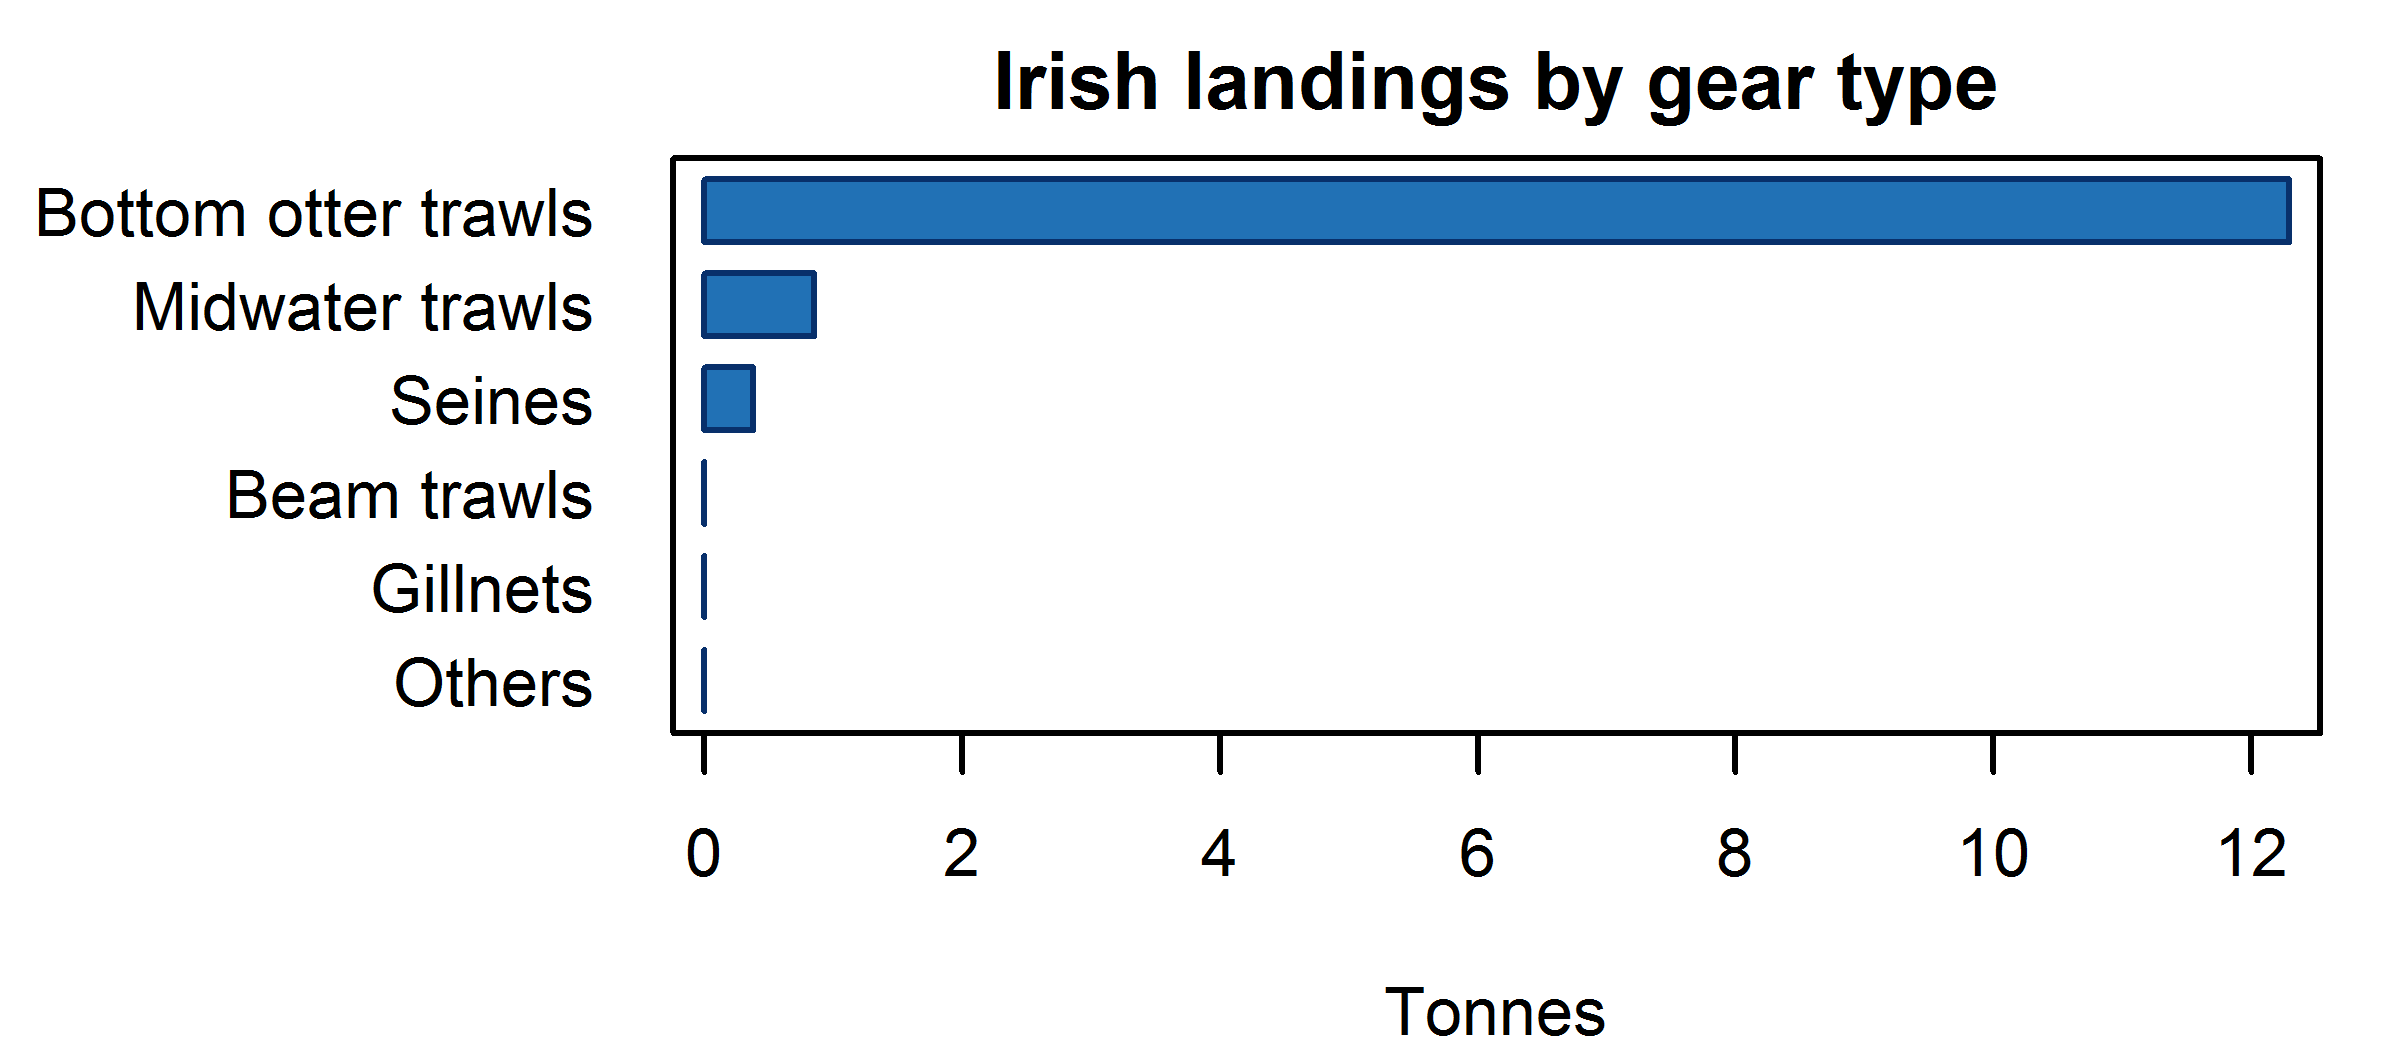 Irish landings by gear type
Bottom otter trawls
Midwater trawls
Seines
Beam trawls
Gillnets
Others
0 2 4 6 8 10 12
Tonnes